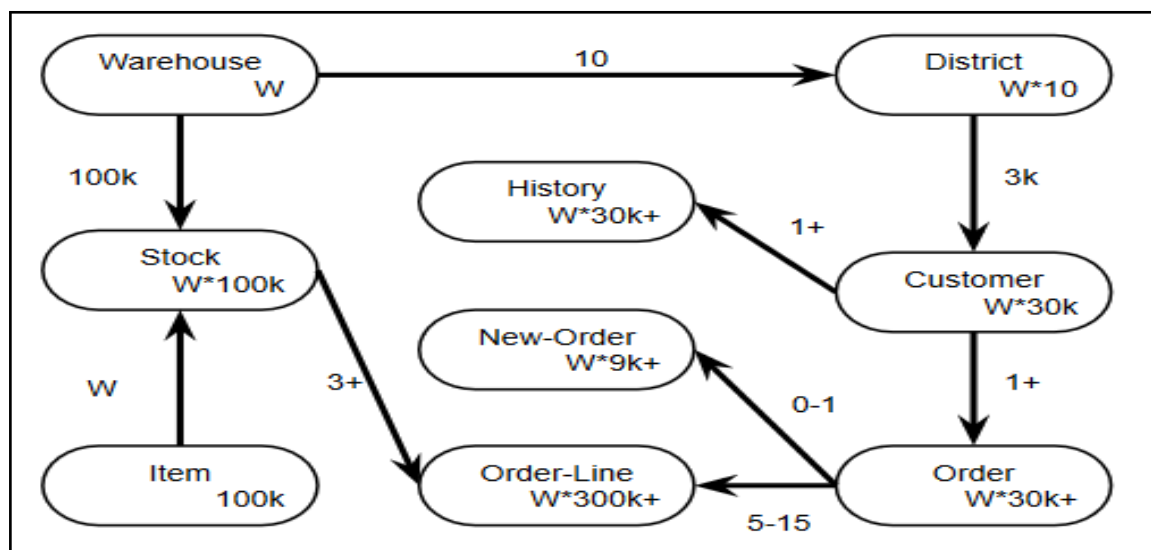 Warehouse
W
10
District
W*10
100k
History
W*30k+
3k
1+
Stock
W*100k
Customer
W*30k
New-Order
W*9k+
W
3+
0-1
1+
Item
100k
Order-Line
W*300k+
5-15
Order
W*30k+